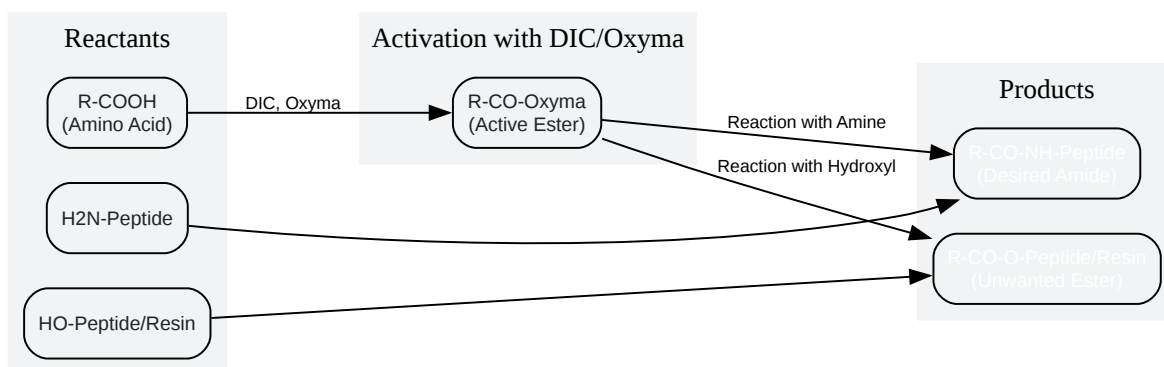 Reactants
R-COOH
(Amino Acid)
H2N-Peptide
HO-Peptide/Resin
DIC, Oxyma
Activation with DIC/Oxyma
R-CO-Oxyma
(Active Ester)
Reaction with Amine
Reaction with Hydroxyl
Products
R-CO-NH-Peptide
(Desired Amide)
R-CO-O-Peptide/Resin
(Unwanted Ester)